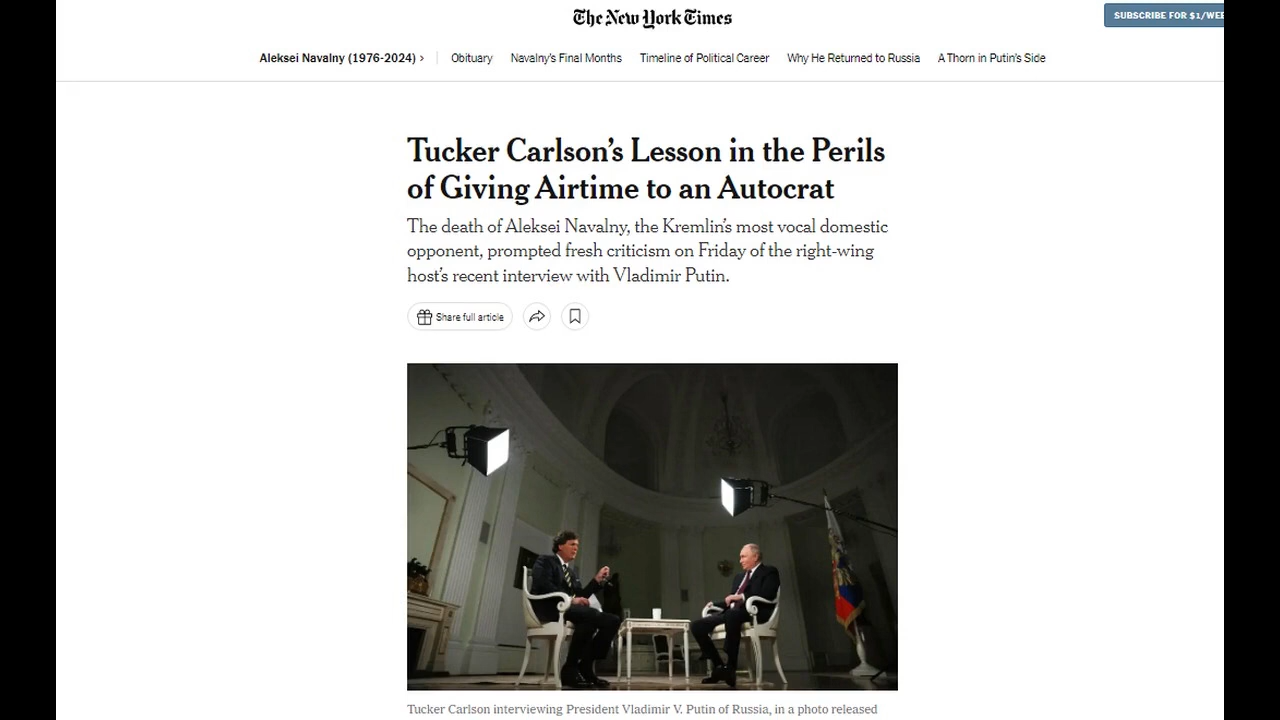 The New York Times
SUBSCRIBE FOR $1/WEE
Aleksei Navalny (1976-2024) › Obituary Navalny's Final Months Timeline of Political Career Why He Returned to Russia A Thorn in Putin's Side
Tucker Carlson's Lesson in the Perils
of Giving Airtime to an Autocrat
The death of Aleksei Navalny, the Kremlin's most vocal domestic
opponent, prompted fresh criticism on Friday of the right-wing
host's recent interview with Vladimir Putin.
Share full article
Tucker Carlson interviewing President Vladimir V. Putin of Russia, in a photo released